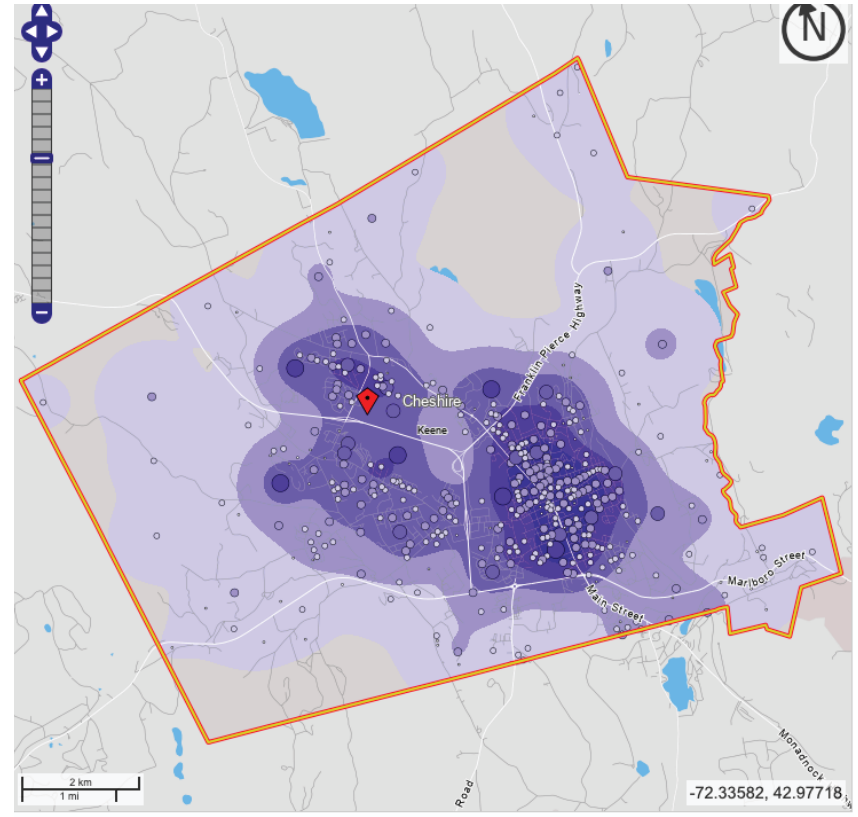 N
Franklin Pierce Highway
Cheshire
Keene
Marlboro Street
Main Street
Monadnock
2 km
1 mi
Road
-72.33582, 42.97718